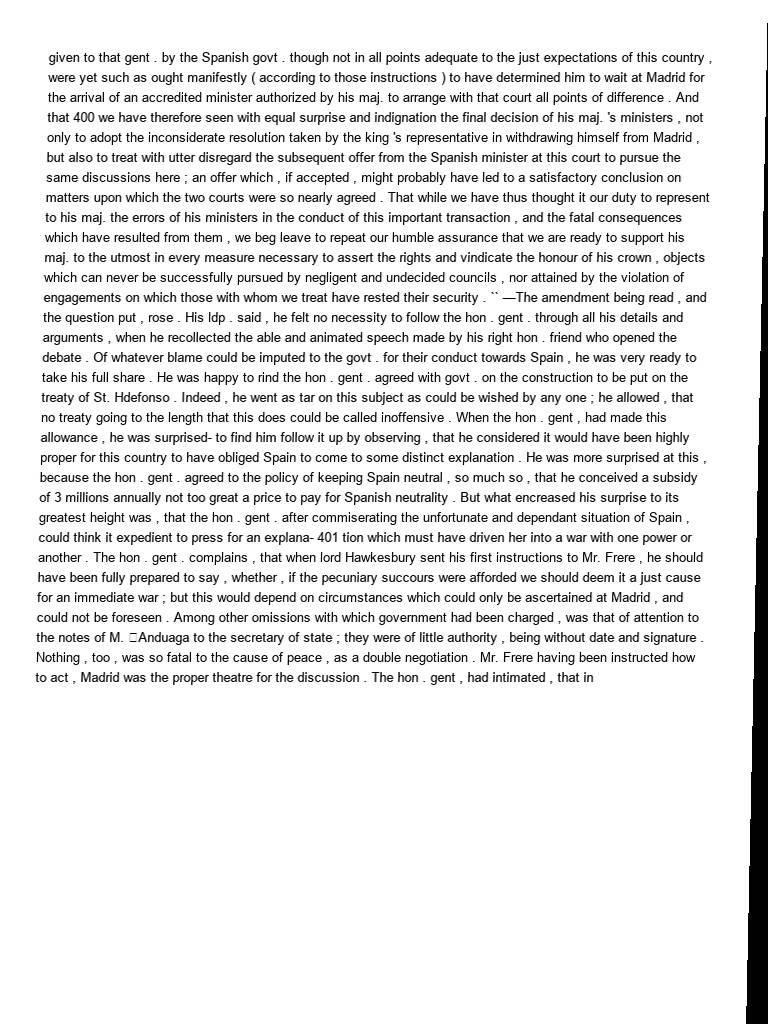 given to that gent . by the Spanish govt . though not in all points adequate to the just expectations of this country ,
were yet such as ought manifestly ( according to those instructions ) to have determined him to wait at Madrid for
the arrival of an accredited minister authorized by his maj. to arrange with that court all points of difference . And
that 400 we have therefore seen with equal surprise and indignation the final decision of his maj. 's ministers , not
only to adopt the inconsiderate resolution taken by the king 's representative in withdrawing himself from Madrid ,
but also to treat with utter disregard the subsequent offer from the Spanish minister at this court to pursue the
same discussions here ; an offer which , if accepted , might probably have led to a satisfactory conclusion on
matters upon which the two courts were so nearly agreed . That while we have thus thought it our duty to represent
to his maj. the errors of his ministers in the conduct of this important transaction , and the fatal consequences
which have resulted from them , we beg leave to repeat our humble assurance that we are ready to support his
maj. to the utmost in every measure necessary to assert the rights and vindicate the honour of his crown , objects
which can never be successfully pursued by negligent and undecided councils , nor attained by the violation of
engagements on which those with whom we treat have rested their security . `` —The amendment being read , and
the question put , rose . His ldp . said , he felt no necessity to follow the hon . gent . through all his details and
arguments , when he recollected the able and animated speech made by his right hon . friend who opened the
debate . Of whatever blame could be imputed to the govt . for their conduct towards Spain , he was very ready to
take his full share . He was happy to rind the hon . gent . agreed with govt . on the construction to be put on the
treaty of St. Hdefonso . Indeed , he went as tar on this subject as could be wished by any one ; he allowed , that
no treaty going to the length that this does could be called inoffensive . When the hon . gent , had made this
allowance , he was surprised- to find him follow it up by observing , that he considered it would have been highly
proper for this country to have obliged Spain to come to some distinct explanation . He was more surprised at this ,
because the hon . gent . agreed to the policy of keeping Spain neutral , so much so , that he conceived a subsidy
of 3 millions annually not too great a price to pay for Spanish neutrality . But what encreased his surprise to its
greatest height was , that the hon . gent . after commiserating the unfortunate and dependant situation of Spain ,
could think it expedient to press for an explana- 401 tion which must have driven her into a war with one power or
another . The hon . gent . complains , that when lord Hawkesbury sent his first instructions to Mr. Frere , he should
have been fully prepared to say , whether , if the pecuniary succours were afforded we should deem it a just cause
for an immediate war ; but this would depend on circumstances which could only be ascertained at Madrid , and
could not be foreseen . Among other omissions with which government had been charged , was that of attention to
the notes of M. Anduaga to the secretary of state ; they were of little authority , being without date and signature .
Nothing , too , was so fatal to the cause of peace , as a double negotiation . Mr. Frere having been instructed how
to act , Madrid was the proper theatre for the discussion . The hon . gent , had intimated , that in